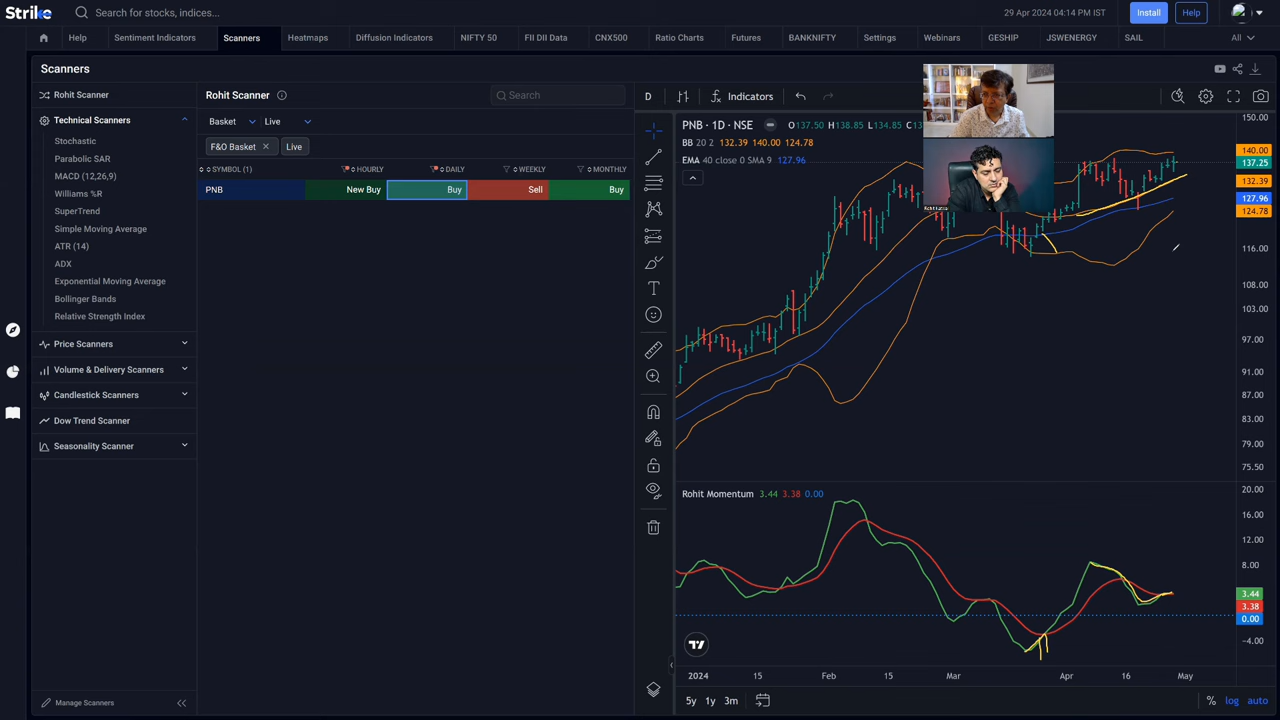 Strike
Search for stocks, indices...
29 Apr 2024 04:14 PM IST
Install
Help
Help
Sentiment Indicators
Scanners
Heatmaps
Diffusion Indicators
NIFTY 50
FII DII Data
CNX500
Ratio Charts
Futures
BANKNIFTY
Settings
Webinars
GESHIP
JSWENERGY
SAIL
All
Scanners
Rohit Scanner
Technical Scanners
Stochastic
Parabolic SAR
MACD (12,26,9)
Williams %R
SuperTrend
Simple Moving Average
ATR (14)
ADX
Exponential Moving Average
Bollinger Bands
Relative Strength Index
Price Scanners
Volume & Delivery Scanners
Candlestick Scanners
Dow Trend Scanner
Seasonality Scanner
Manage Scanners
Rohit Scanner
Search
Basket
Live
F&O Basket
Live
SYMBOL (1)
HOURLY
DAILY
WEEKLY
MONTHLY
PNB
New Buy
Buy
Sell
Buy
D
Indicators
PNB · 1D · NSE
O137.50 H138.85 L134.85 C13
BB 20 2 132.39 140.00 124.78
EMA 40 close 0 SMA 9 127.96
150.00
140.00
137.25
132.39
127.96
124.78
116.00
108.00
103.00
97.00
91.00
87.00
83.00
79.00
75.50
Rohit Momentum 3.44 3.38 0.00
20.00
16.00
12.00
8.00
3.44
3.38
0.00
−4.00
2024
15
Feb
15
Mar
Apr
16
May
5y
1y
3m
%
log
auto